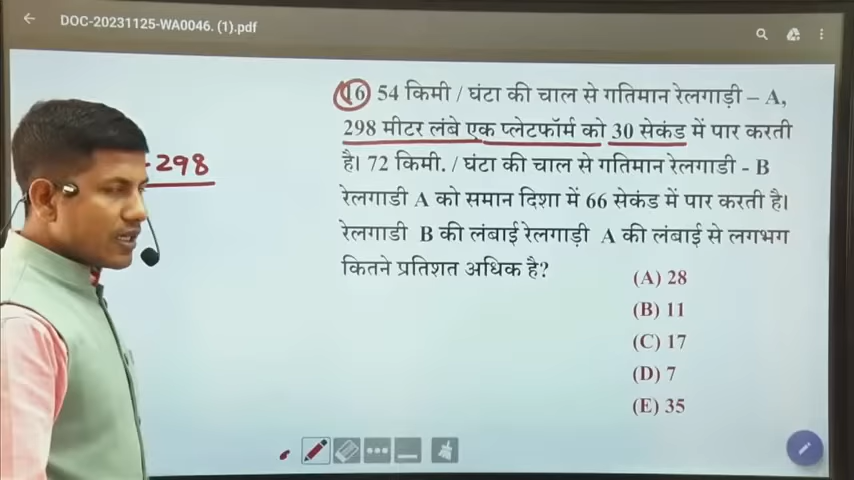 DOC-20231125-WA0046. (1).pdf
16 54 किमी / घंटा की चाल से गतिमान रेलगाड़ी – A,
298 मीटर लंबे एक प्लेटफॉर्म को 30 सेकंड में पार करती
है। 72 किमी. / घंटा की चाल से गतिमान रेलगाडी - B
रेलगाडी A को समान दिशा में 66 सेकंड में पार करती है।
रेलगाडी B की लंबाई रेलगाड़ी A की लंबाई से लगभग
कितने प्रतिशत अधिक है?
(A) 28
(B) 11
(C) 17
(D) 7
(E) 35
-298